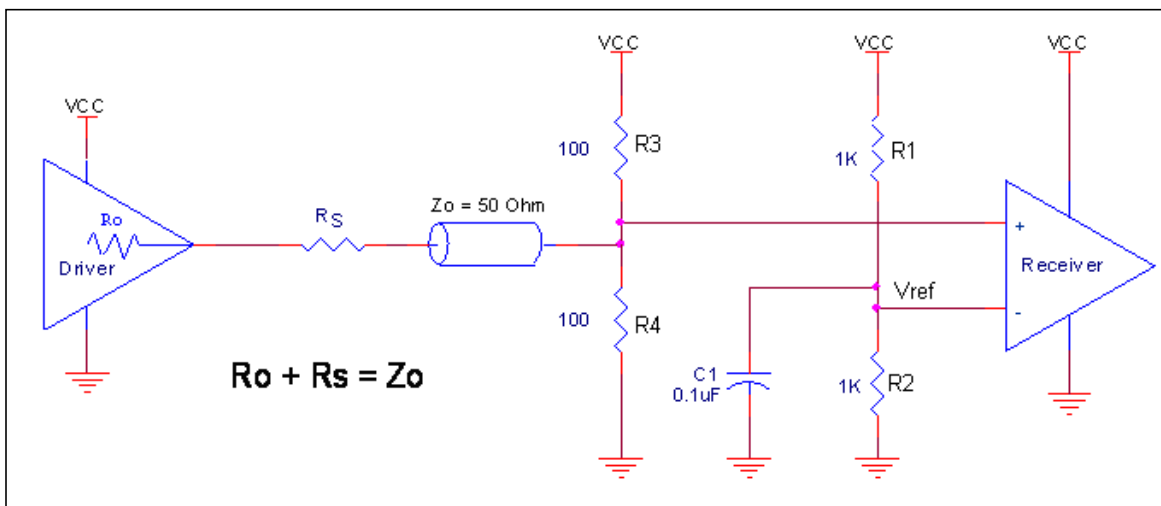 VCC
VCC
VCC
VCC
100
R3
1K
R1
Ro
Driver
RS
Zo = 50 Ohm
+
Receiver
-
Vref
100
R4
C1
0.1uF
1K
R2
Ro + Rs = Zo